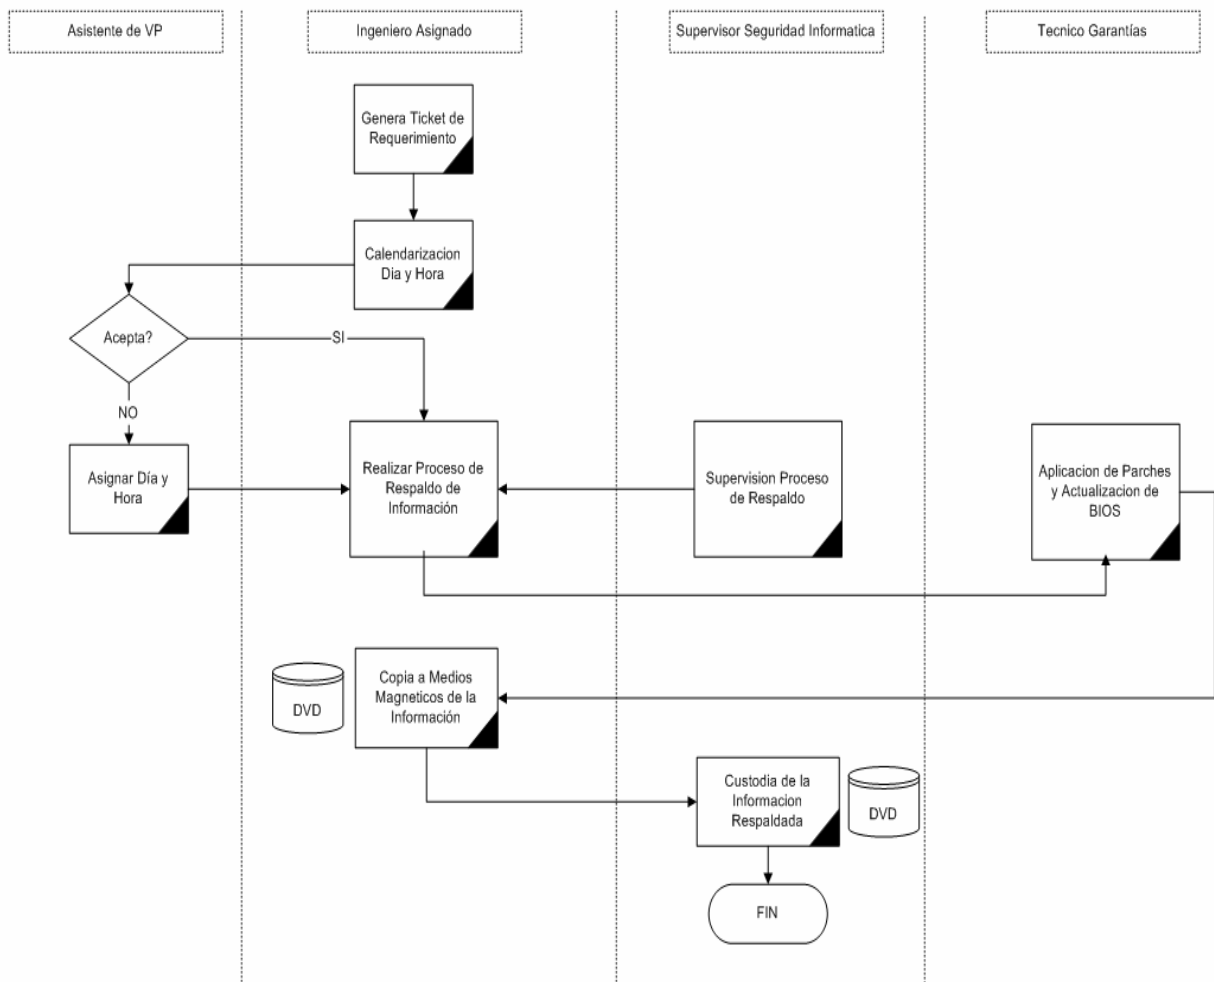 Asistente de VP
Ingeniero Asignado
Supervisor Seguridad Informatica
Tecnico Garantías
Genera Ticket de
Requerimiento
Calendarizacion
Dia y Hora
Acepta?
SI
NO
Asignar Día y
Hora
Realizar Proceso de
Respaldo de
Información
Supervision Proceso
de Respaldo
Aplicacion de Parches
y Actualizacion de
BIOS
DVD
Copia a Medios
Magneticos de la
Información
Custodia de la
Informacion
Respaldada
DVD
FIN